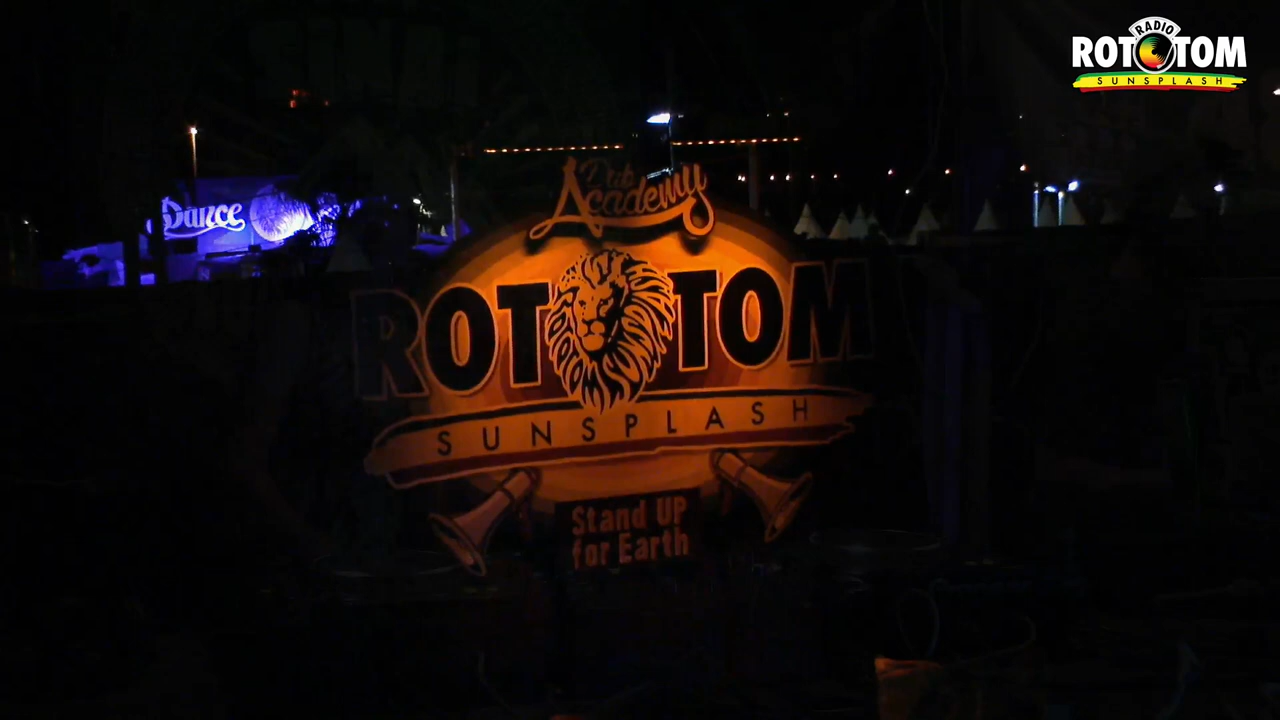 RADIO
ROTOTOM
SUNSPLASH
Dance
Dub
Academy
ROTOTOM
SUNSPLASH
Stand Up
for Earth